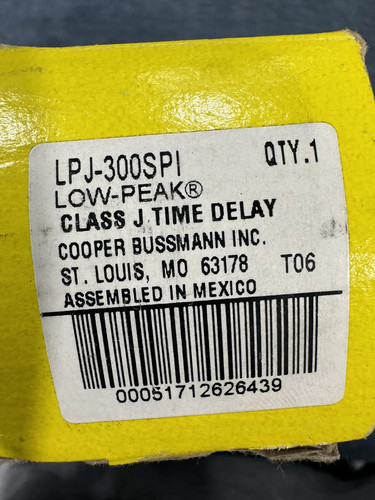 LPJ-300SPI QTY.1
LOW-PEAK®
CLASS J TIME DELAY
COOPER BUSSMANN INC.
ST. LOUIS, MO 63178 T06
ASSEMBLED IN MEXICO
00051712626439